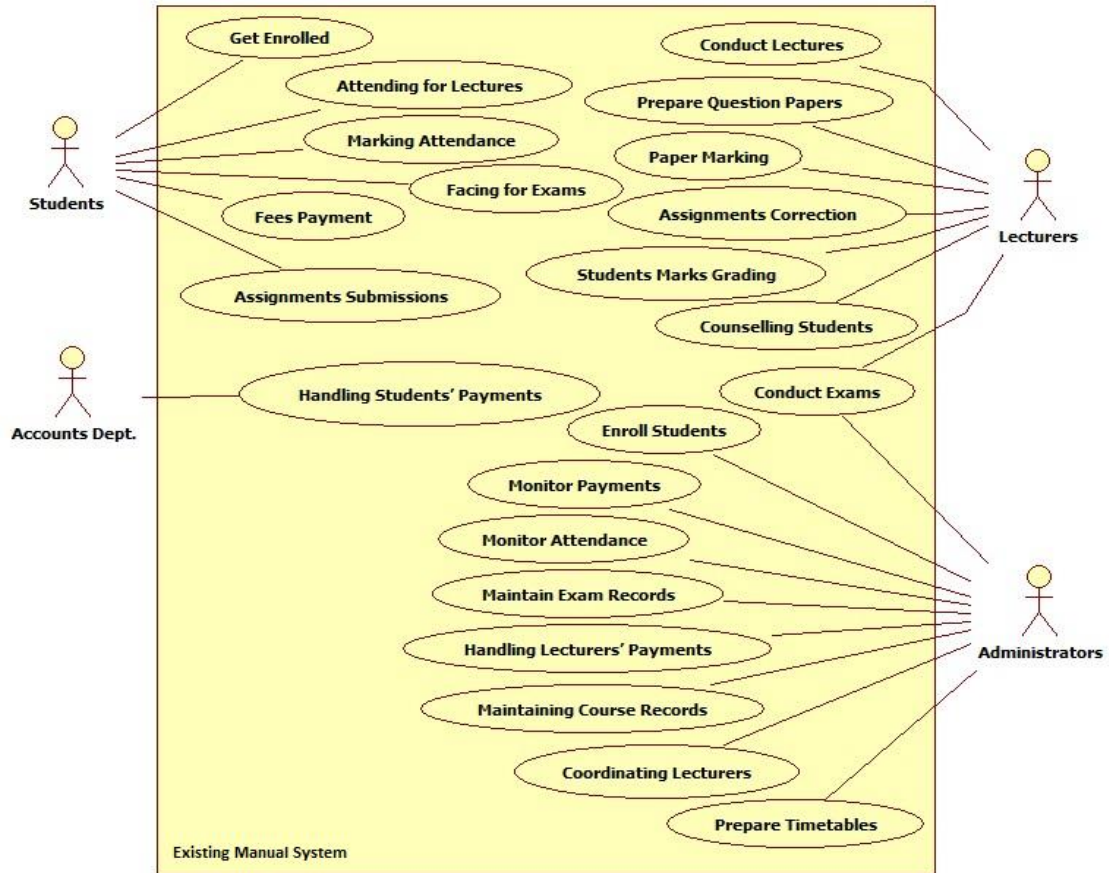 Get Enrolled
Conduct Lectures
Attending for Lectures
Prepare Question Papers
Marking Attendance
Paper Marking
Facing for Exams
Students
Fees Payment
Assignments Correction
Lecturers
Students Marks Grading
Assignments Submissions
Counselling Students
Handling Students' Payments
Conduct Exams
Accounts Dept.
Enroll Students
Monitor Payments
Monitor Attendance
Maintain Exam Records
Handling Lecturers' Payments
Administrators
Maintaining Course Records
Coordinating Lecturers
Prepare Timetables
Existing Manual System